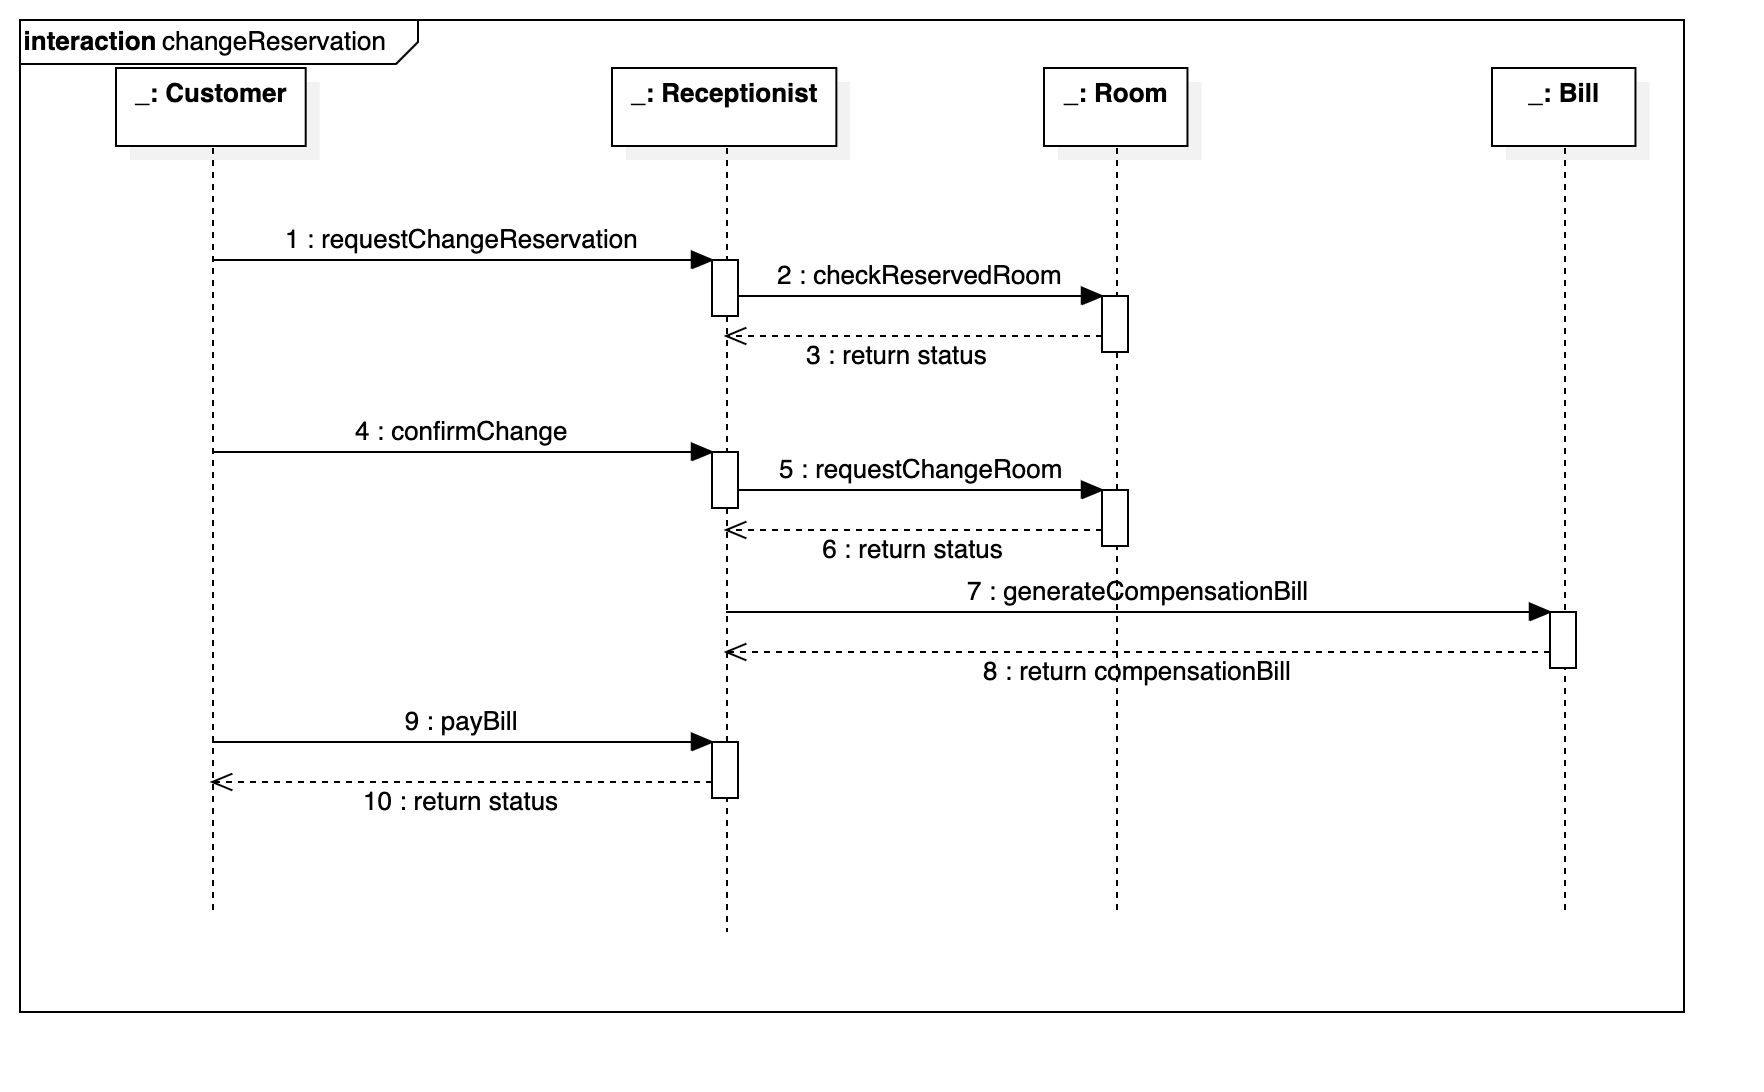 interaction changeReservation
_: Customer
_: Receptionist
_: Room
_: Bill
1 : requestChangeReservation
2 : checkReservedRoom
3 : return status
4 : confirmChange
5 : requestChangeRoom
6 : return status
7 : generateCompensationBill
8 : return compensationBill
9 : payBill
10 : return status